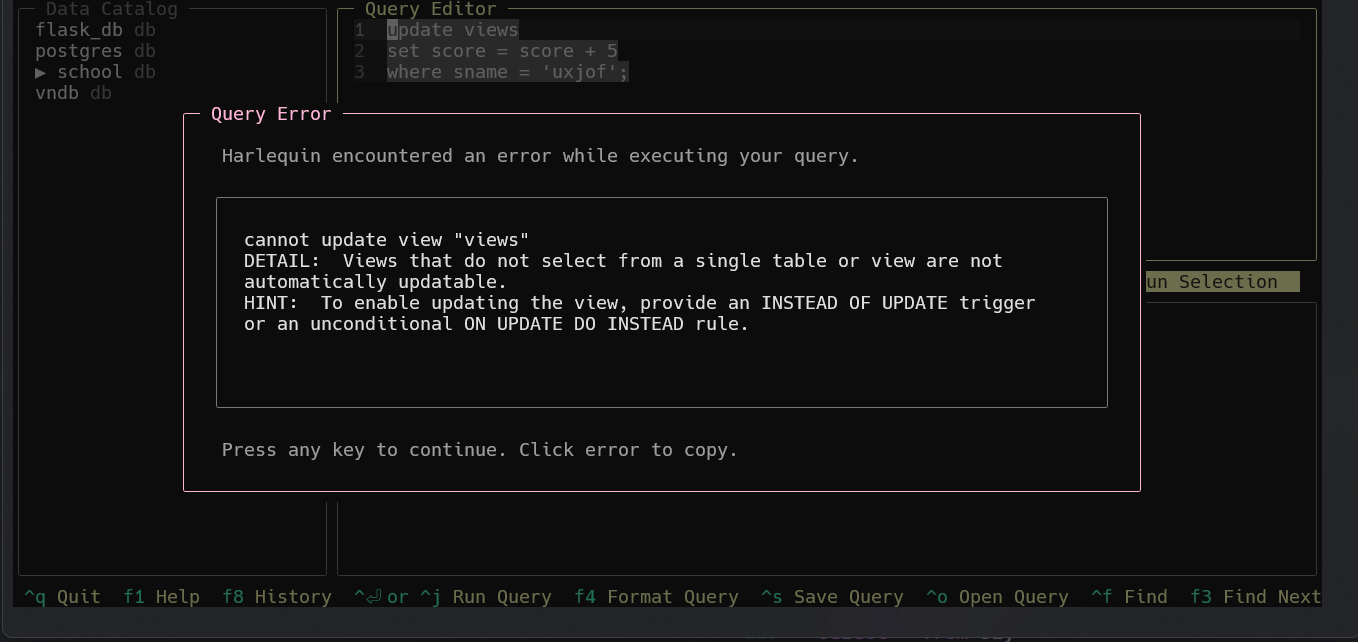 Data Catalog
flask_db db
postgres db
▶ school db
vndb db
Query Editor
1 update views
2 set score = score + 5
3 where sname = 'uxjof';
Query Error
Harlequin encountered an error while executing your query.
cannot update view "views"
DETAIL:  Views that do not select from a single table or view are not
automatically updatable.
HINT:  To enable updating the view, provide an INSTEAD OF UPDATE trigger
or an unconditional ON UPDATE DO INSTEAD rule.
Press any key to continue. Click error to copy.
un Selection
^q Quit  f1 Help  f8 History  ^⏎ or ^j Run Query  f4 Format Query  ^s Save Query  ^o Open Query  ^f Find  f3 Find Next